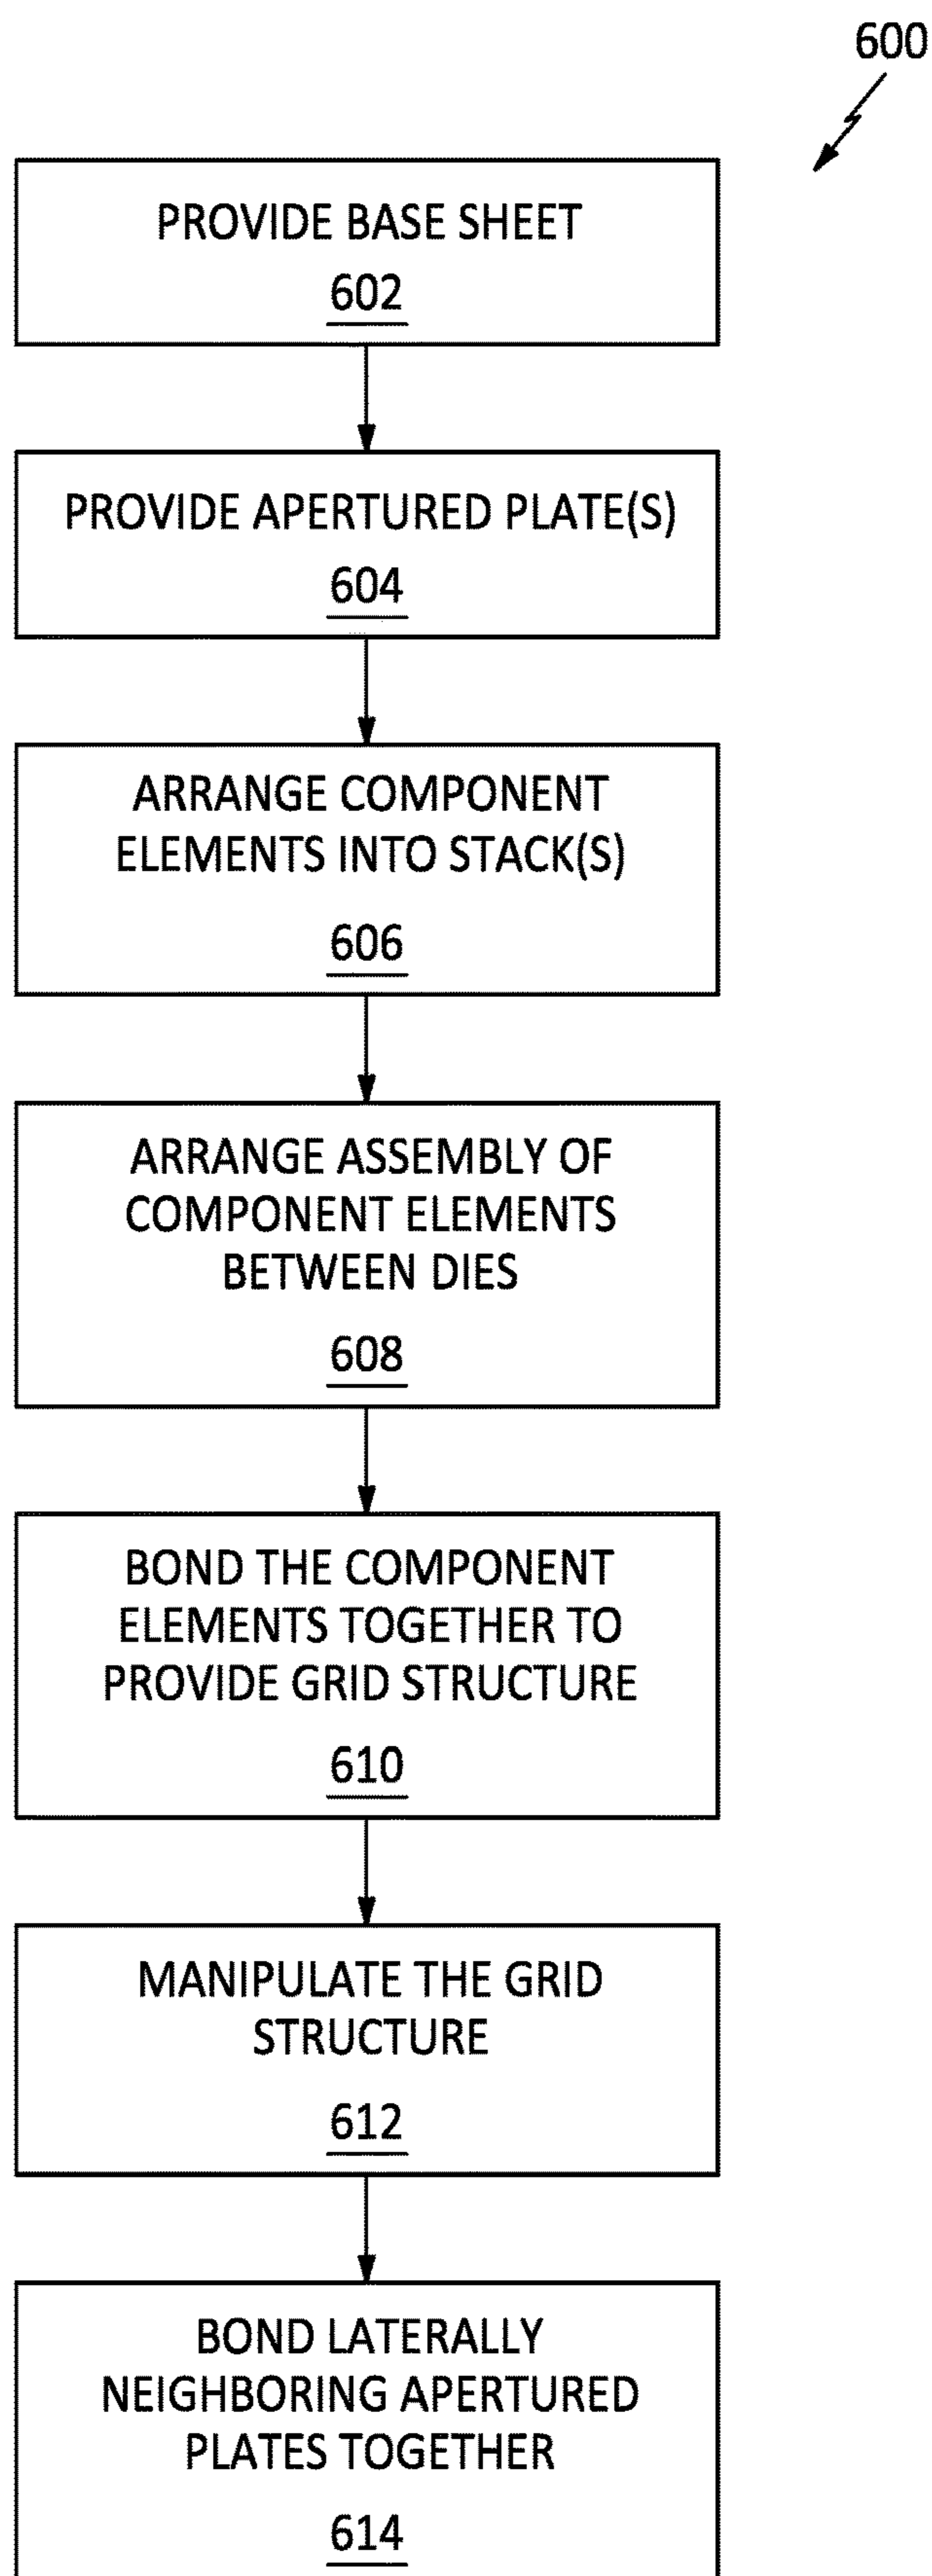 600
PROVIDE BASE SHEET
602
PROVIDE APERTURED PLATE(S)
604
ARRANGE COMPONENT
ELEMENTS INTO STACK(S)
606
ARRANGE ASSEMBLY OF
COMPONENT ELEMENTS
BETWEEN DIES
608
BOND THE COMPONENT
ELEMENTS TOGETHER TO
PROVIDE GRID STRUCTURE
610
MANIPULATE THE GRID
STRUCTURE
612
BOND LATERALLY
NEIGHBORING APERTURED
PLATES TOGETHER
614